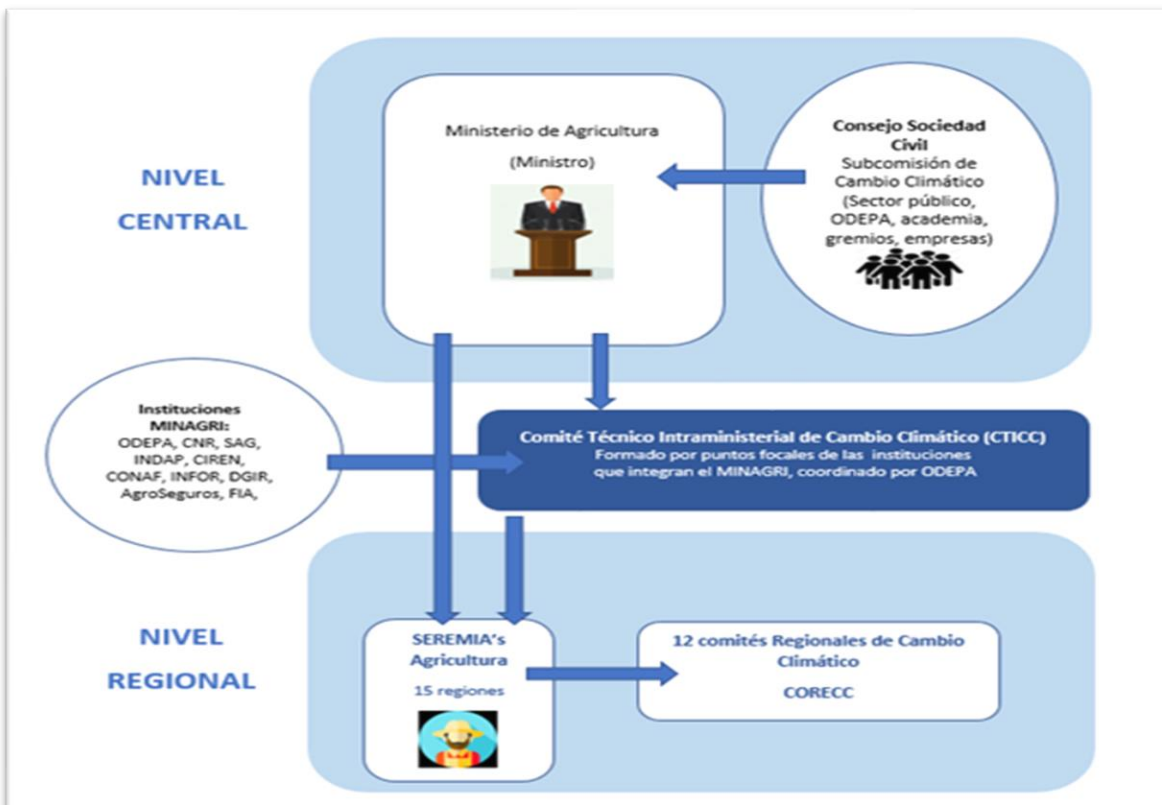 NIVEL
CENTRAL
Ministerio de Agricultura
(Ministro)
Consejo Sociedad
Civil
Subcomisión de
Cambio Climático
(Sector público,
ODEPA, academia,
gremios, empresas)
Instituciones
MINAGRI:
ODEPA, CNR, SAG,
INDAP, CIREN,
CONAF, INFOR, DGIR,
AgroSeguros, FIA,
Comité Técnico Intraministerial de Cambio Climático (CTICC)
Formado por puntos focales de las instituciones
que integran el MINAGRI, coordinado por ODEPA
NIVEL
REGIONAL
SEREMIA's
Agricultura
15 regiones
12 comités Regionales de Cambio
Climático
CORECC